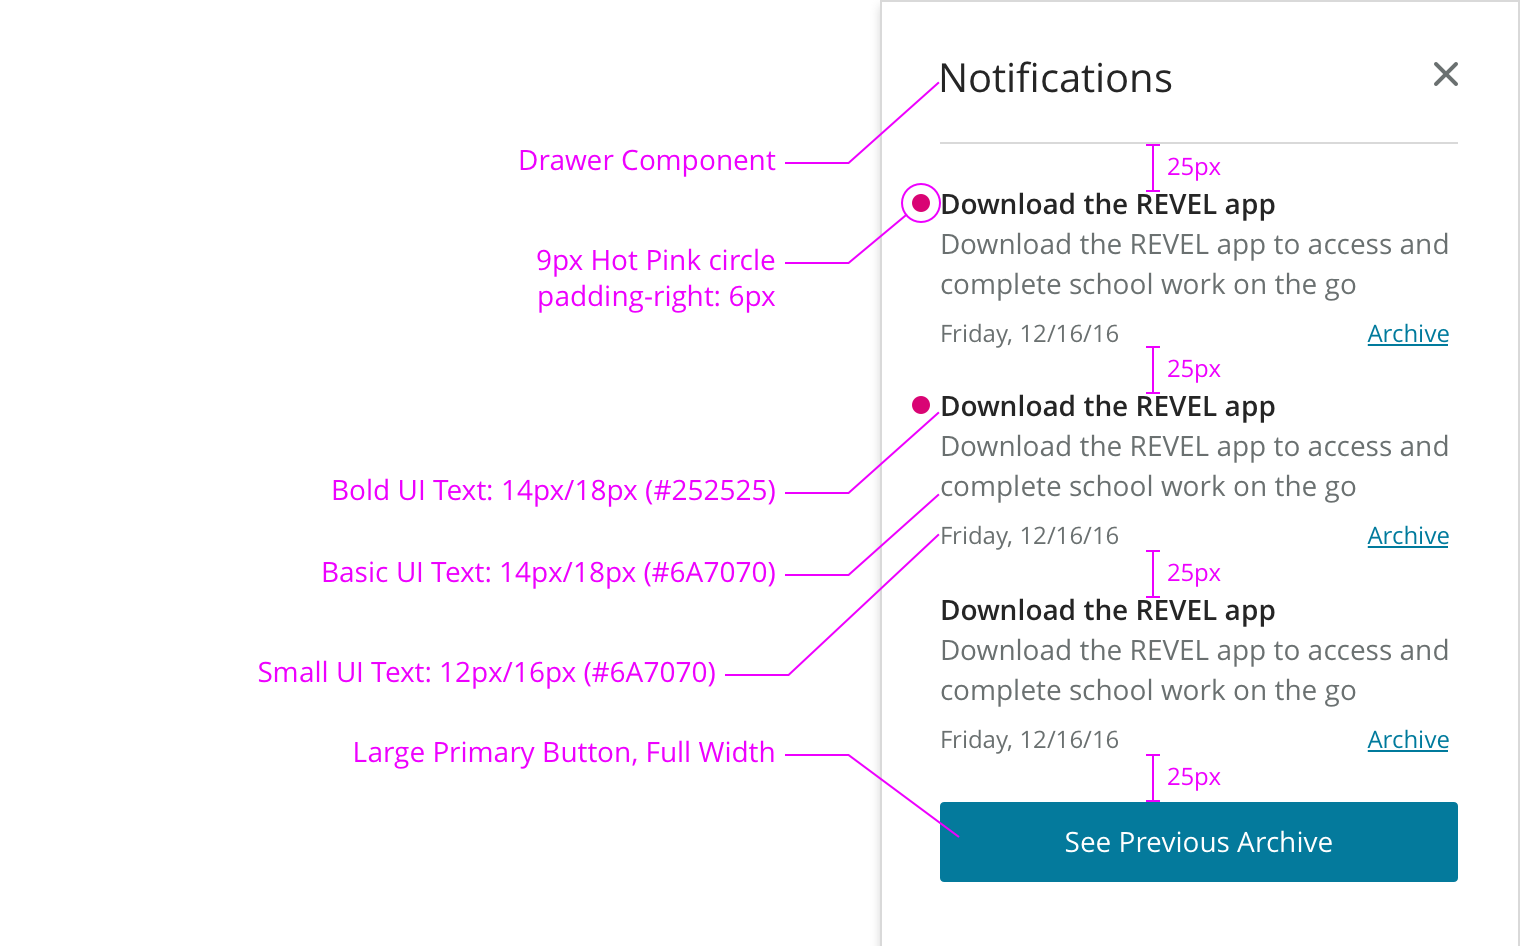 Notifications
Drawer Component
25px
Download the REVEL app
Download the REVEL app to access and
complete school work on the go
9px Hot Pink circle
padding-right: 6px
Friday, 12/16/16
Archive
25px
Download the REVEL app
Download the REVEL app to access and
complete school work on the go
Bold UI Text: 14px/18px (#252525)
Friday, 12/16/16
Archive
Basic UI Text: 14px/18px (#6A7070)
25px
Download the REVEL app
Download the REVEL app to access and
complete school work on the go
Small UI Text: 12px/16px (#6A7070)
Friday, 12/16/16
Archive
Large Primary Button, Full Width
25px
See Previous Archive